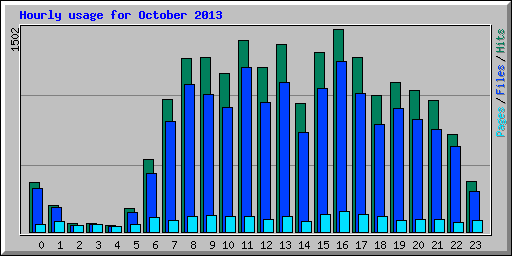 Hourly usage for October 2013
1502
Pages / Files / Hits
0 1 2 3 4 5 6 7 8 9 10 11 12 13 14 15 16 17 18 19 20 21 22 23